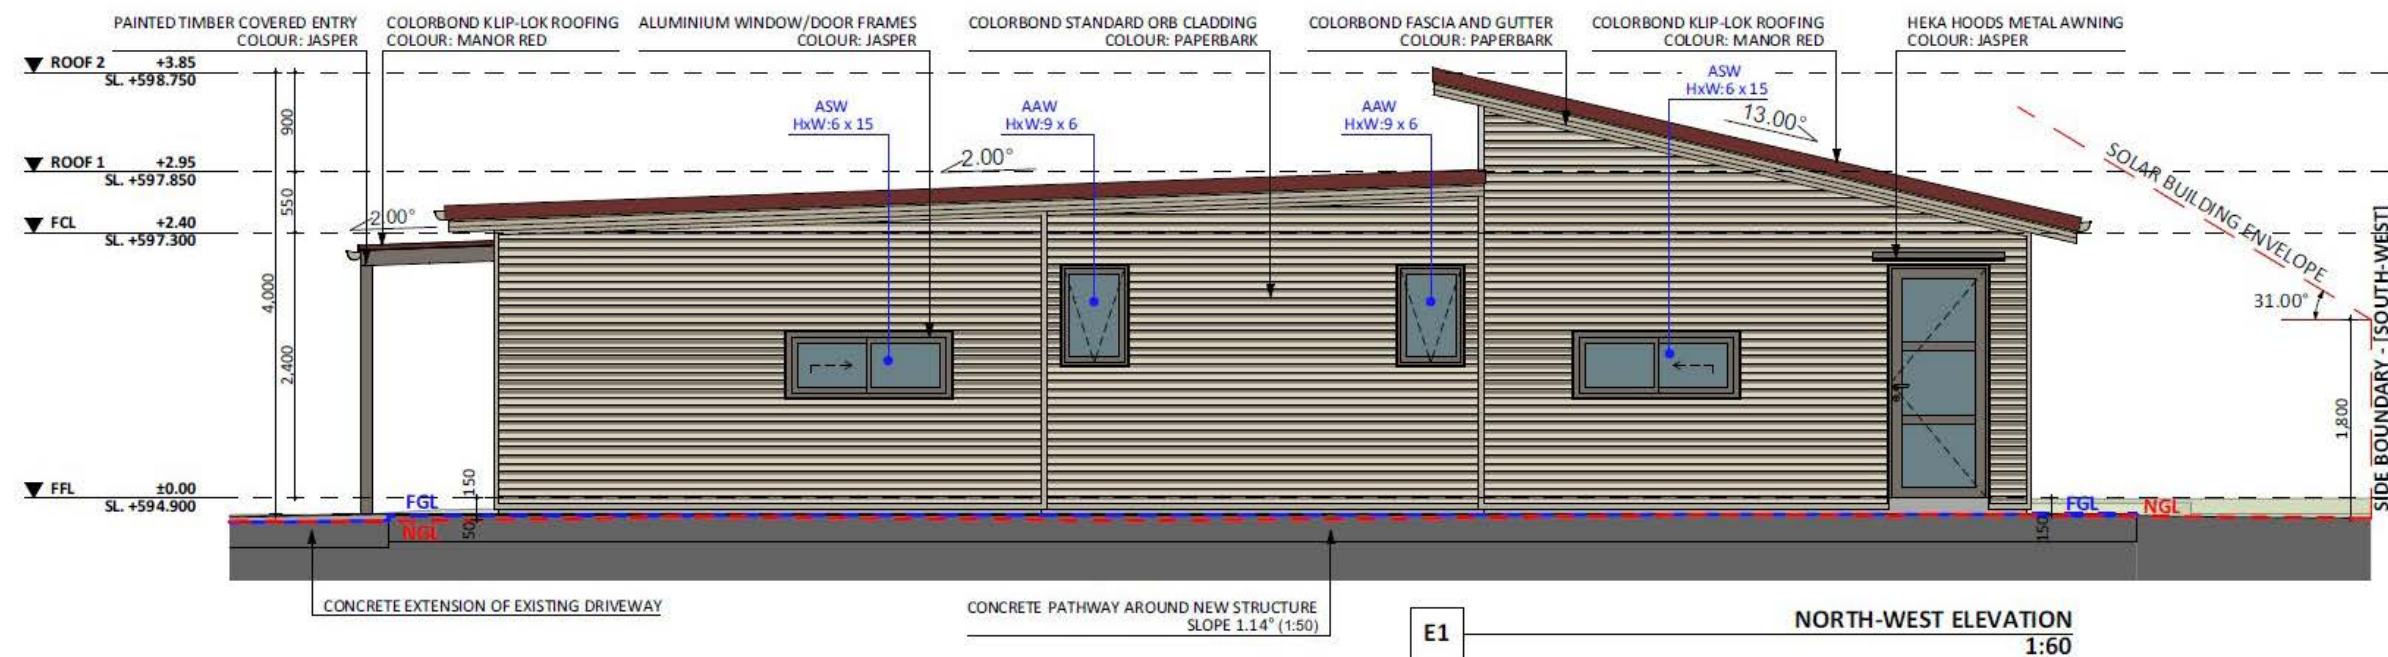 PAINTED TIMBER COVERED ENTRY
COLOUR: JASPER
COLORBOND KLIP-LOK ROOFING
COLOUR: MANOR RED
ALUMINIUM WINDOW/DOOR FRAMES
COLOUR: JASPER
COLORBOND STANDARD ORB CLADDING
COLOUR: PAPERBARK
COLORBOND FASCIA AND GUTTER
COLOUR: PAPERBARK
COLORBOND KLIP-LOK ROOFING
COLOUR: MANOR RED
HEKA HOODS METAL AWNING
COLOUR: JASPER
ROOF 2 +3.85
SL. +598.750
ROOF 1 +2.95
SL. +597.850
FCL +2.40
SL. +597.300
FFL ±0.00
SL. +594.900
900
550
4,000
2,400
150
50
2.00°
2.00°
13.00°
ASW
HxW:6 x 15
AAW
HxW:9 x 6
AAW
HxW:9 x 6
ASW
HxW:6 x 15
SOLAR BUILDING ENVELOPE
31.00°
1,800
SIDE BOUNDARY - [SOUTH-WEST]
FGL
NGL
FGL
NGL
150
CONCRETE EXTENSION OF EXISTING DRIVEWAY
CONCRETE PATHWAY AROUND NEW STRUCTURE
SLOPE 1.14° (1:50)
E1
NORTH-WEST ELEVATION
1:60